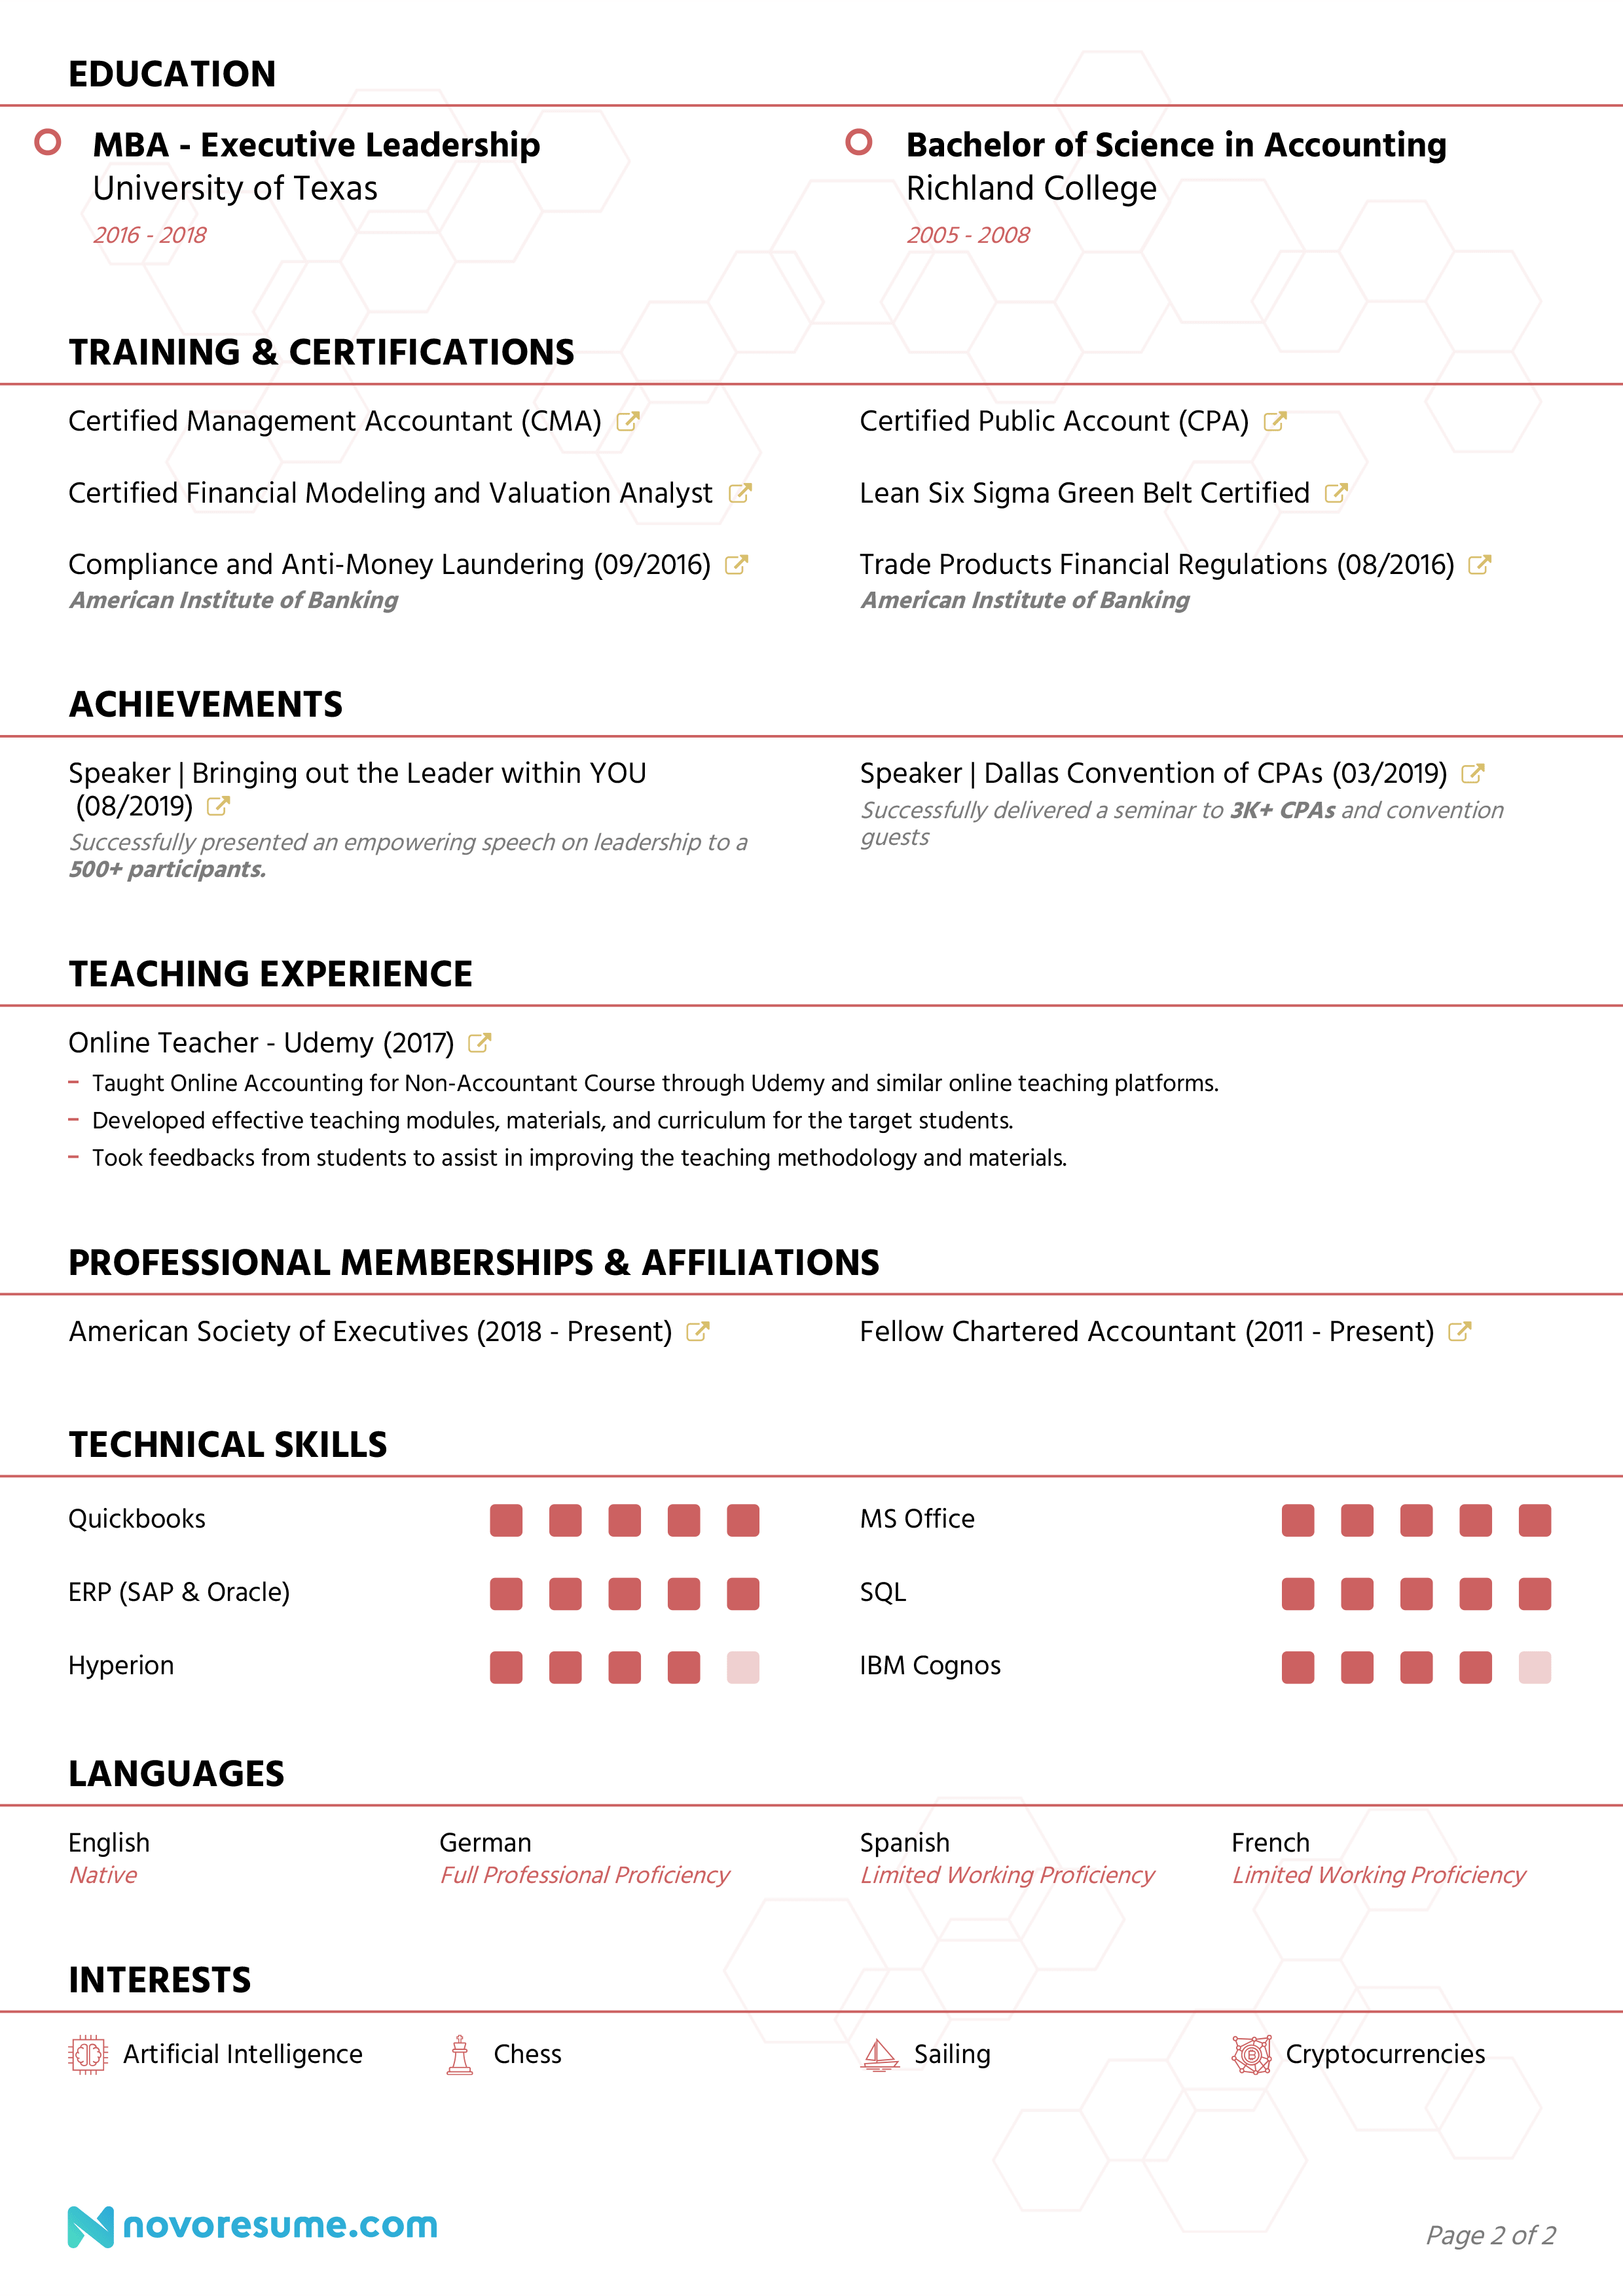 EDUCATION
MBA - Executive Leadership
University of Texas
2016 - 2018
Bachelor of Science in Accounting
Richland College
2005 - 2008
TRAINING & CERTIFICATIONS
Certified Management Accountant (CMA)
Certified Public Account (CPA)
Certified Financial Modeling and Valuation Analyst
Lean Six Sigma Green Belt Certified
Compliance and Anti-Money Laundering (09/2016)
American Institute of Banking
Trade Products Financial Regulations (08/2016)
American Institute of Banking
ACHIEVEMENTS
Speaker | Bringing out the Leader within YOU
(08/2019)
Successfully presented an empowering speech on leadership to a
500+ participants.
Speaker | Dallas Convention of CPAs (03/2019)
Successfully delivered a seminar to 3K+ CPAs and convention
guests
TEACHING EXPERIENCE
Online Teacher - Udemy (2017)
– Taught Online Accounting for Non-Accountant Course through Udemy and similar online teaching platforms.
– Developed effective teaching modules, materials, and curriculum for the target students.
– Took feedbacks from students to assist in improving the teaching methodology and materials.
PROFESSIONAL MEMBERSHIPS & AFFILIATIONS
American Society of Executives (2018 - Present)
Fellow Chartered Accountant (2011 - Present)
TECHNICAL SKILLS
Quickbooks
MS Office
ERP (SAP & Oracle)
SQL
Hyperion
IBM Cognos
LANGUAGES
English
Native
German
Full Professional Proficiency
Spanish
Limited Working Proficiency
French
Limited Working Proficiency
INTERESTS
Artificial Intelligence
Chess
Sailing
Cryptocurrencies
novoresume.com
Page 2 of 2